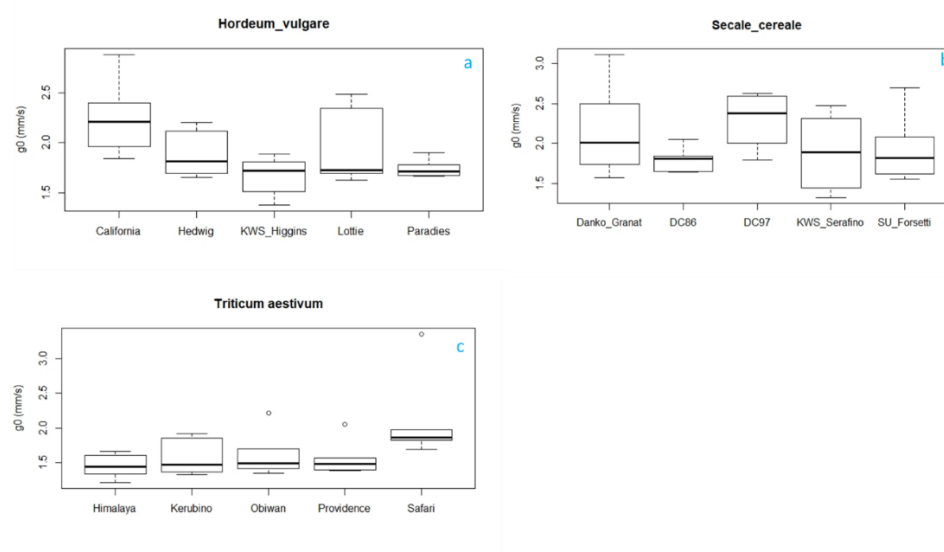 Hordeum_vulgare
a
g0 (mm/s)
2.5
2.0
1.5
California Hedwig KWS_Higgins Lottie Paradies
Secale_cereale
b
g0 (mm/s)
3.0
2.5
2.0
1.5
Danko_Granat DC86 DC97 KWS_Serafino SU_Forsetti
Triticum aestivum
c
g0 (mm/s)
3.0
2.5
2.0
1.5
Himalaya Kerubino Obiwan Providence Safari